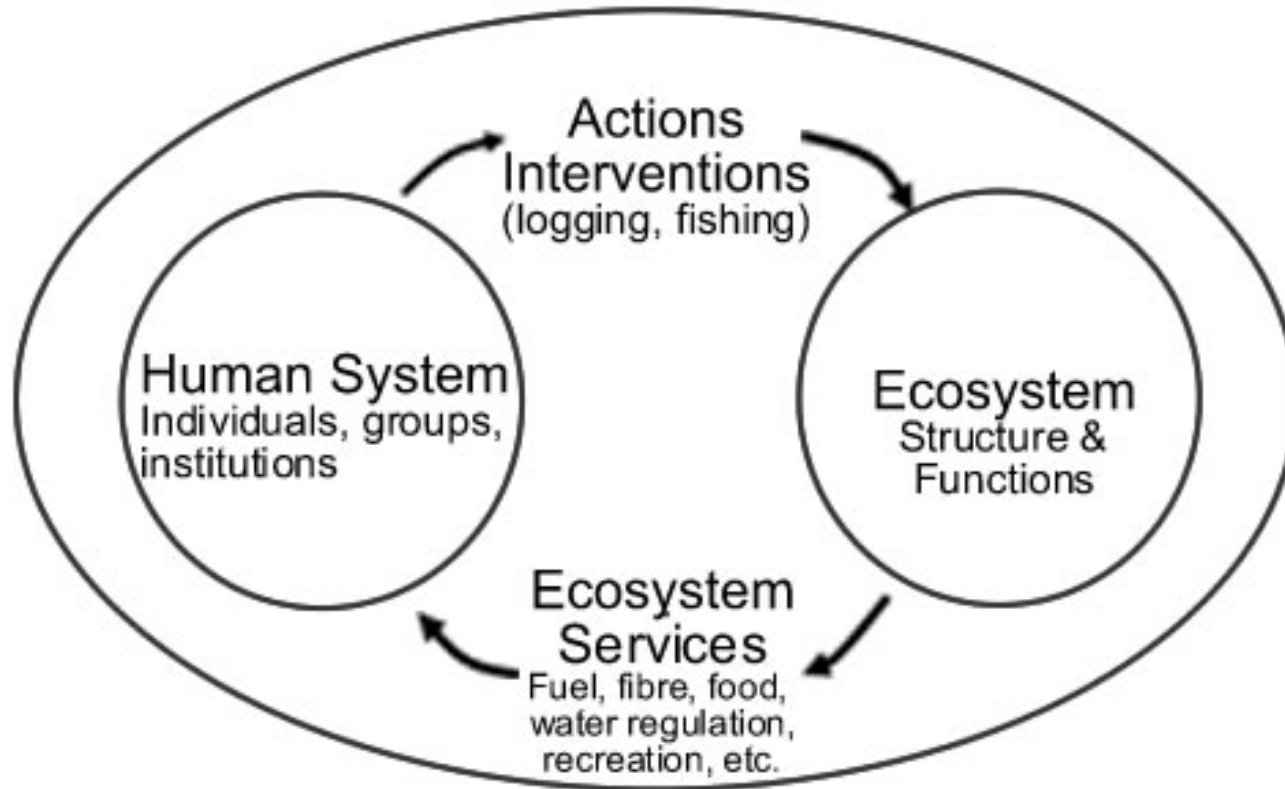 Actions
Interventions
(logging, fishing)
Human System
Individuals, groups,
institutions
Ecosystem
Structure &
Functions
Ecosystem
Services
Fuel, fibre, food,
water regulation,
recreation, etc.